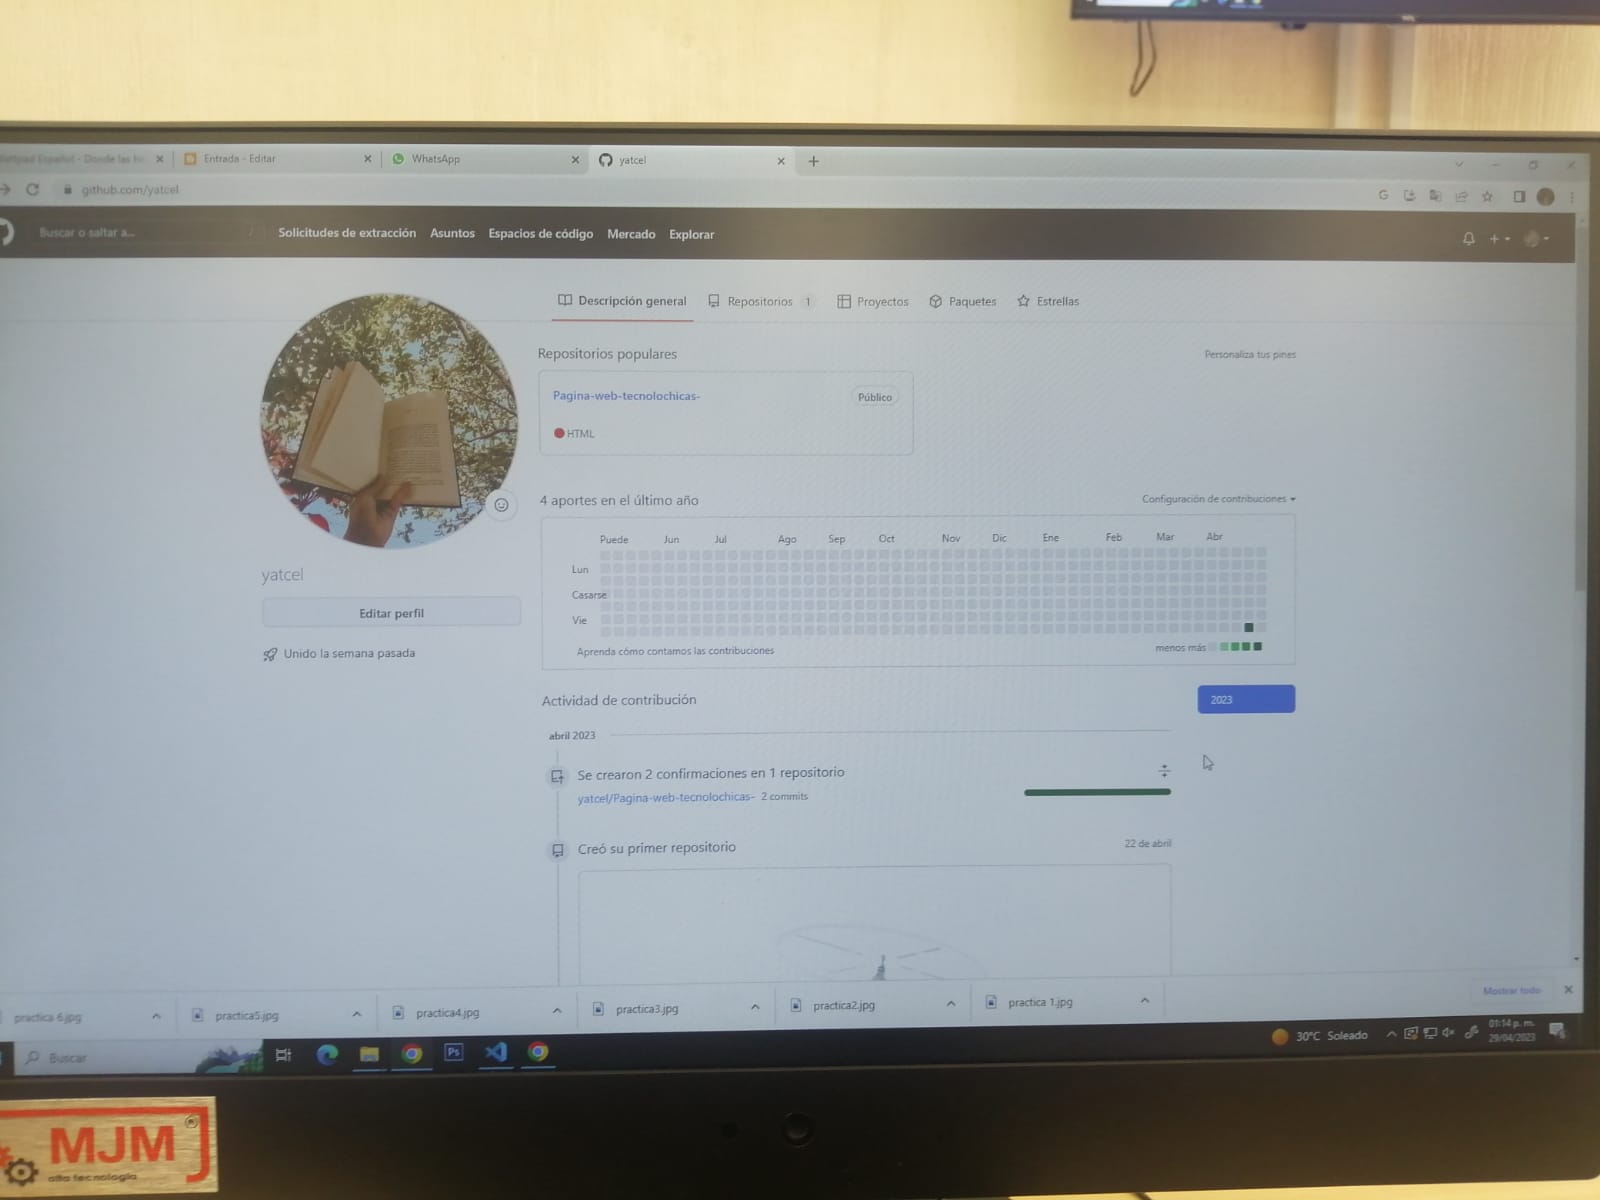 Entrada - Editar
WhatsApp
yatcel
github.com/yatcel
Buscar o saltar a...
Solicitudes de extracción Asuntos Espacios de código Mercado Explorar
Descripción general
Repositorios 1
Proyectos
Paquetes
Estrellas
Repositorios populares
Personaliza tus pines
Pagina-web-tecnolochicas-
Público
HTML
4 aportes en el último año
Configuración de contribuciones
Puede Jun Jul Ago Sep Oct Nov Dic Ene Feb Mar Abr
Lun
Casarse
Vie
Aprenda cómo contamos las contribuciones
menos más
yatcel
Editar perfil
Unido la semana pasada
Actividad de contribución
2023
abril 2023
Se crearon 2 confirmaciones en 1 repositorio
yatcel/Pagina-web-tecnolochicas- 2 commits
Creó su primer repositorio
22 de abril
practica 6.jpg
practica5.jpg
practica4.jpg
practica3.jpg
practica2.jpg
practica 1.jpg
Mostrar todo
Buscar
Ps
30°C Soleado
01:14 p. m.
29/04/2023
MJM
alta tecnología